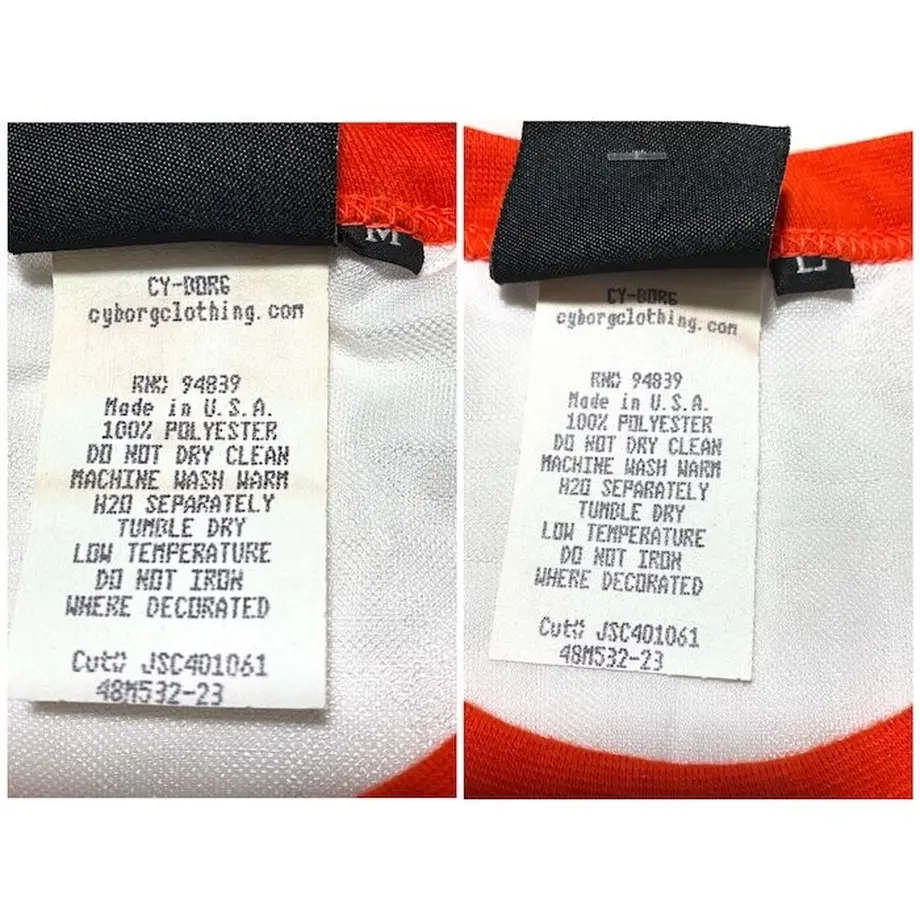 M
CY-BORG
cyborgclothing.com
RN# 94839
Made in U.S.A.
100% POLYESTER
DO NOT DRY CLEAN
MACHINE WASH WARM
H2O SEPARATELY
TUMBLE DRY
LOW TEMPERATURE
DO NOT IRON
WHERE DECORATED
Cut# JSC401061
48M532-23
L
CY-BORG
cyborgclothing.com
RN# 94839
Made in U.S.A.
100% POLYESTER
DO NOT DRY CLEAN
MACHINE WASH WARM
H2O SEPARATELY
TUMBLE DRY
LOW TEMPERATURE
DO NOT IRON
WHERE DECORATED
Cut# JSC401061
48M532-23